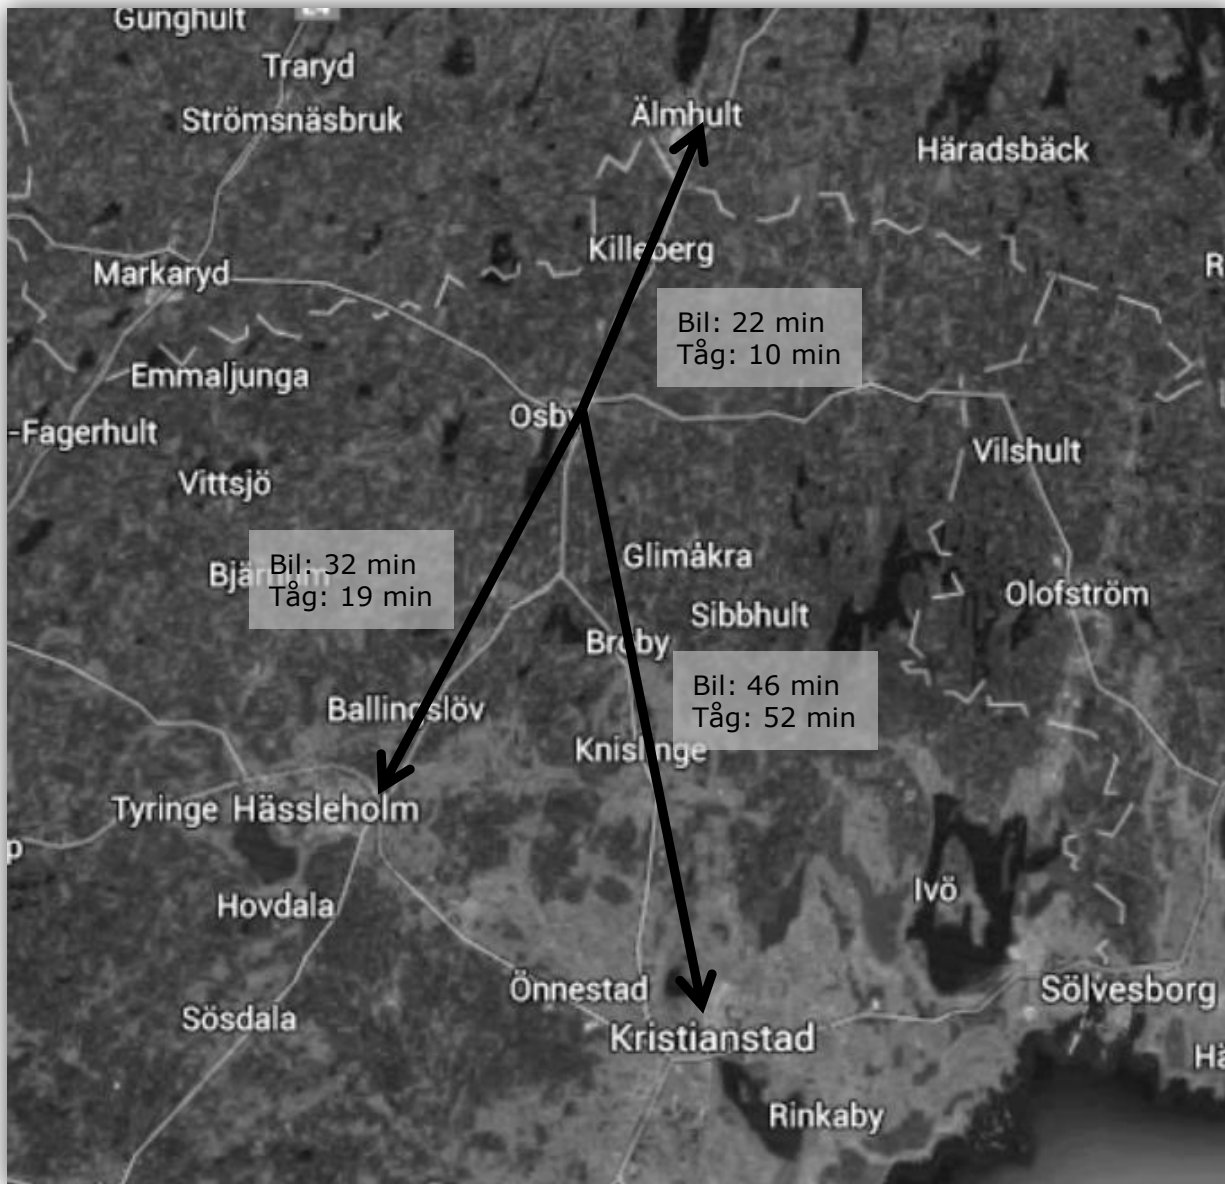 Gunghult
E4
Traryd
Strömsnäsbruk
Älmhult
Häradsbäck
Killeberg
Markaryd
R
Bil: 22 min
Tåg: 10 min
Emmaljunga
Osby
-Fagerhult
Vilshult
Vittsjö
Glimåkra
Bil: 32 min
Tåg: 19 min
Olofström
Sibbhult
Broby
Bil: 46 min
Tåg: 52 min
Ballingslöv
Knislinge
Tyringe Hässleholm
p
Ivö
Hovdala
Önnestad
Sölvesborg
Sösdala
Kristianstad
Hä
Rinkaby